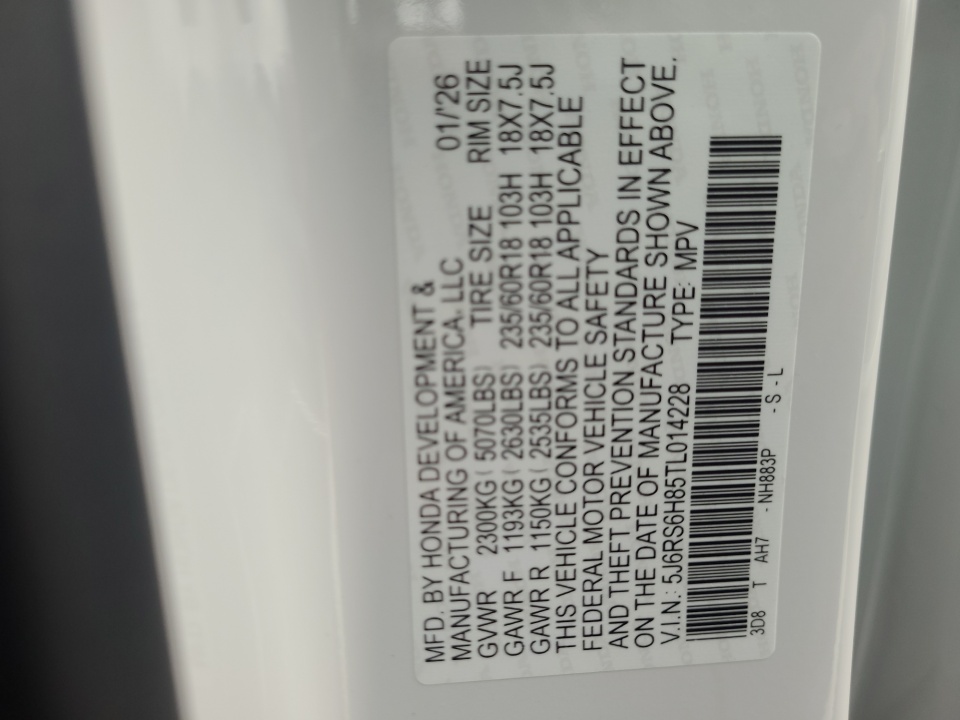 MFD. BY HONDA DEVELOPMENT &
MANUFACTURING OF AMERICA, LLC 01/'26
GVWR 2300KG ( 5070LBS) TIRE SIZE RIM SIZE
GAWR F 1193KG ( 2630LBS) 235/60R18 103H 18X7.5J
GAWR R 1150KG ( 2535LBS) 235/60R18 103H 18X7.5J
THIS VEHICLE CONFORMS TO ALL APPLICABLE
FEDERAL MOTOR VEHICLE SAFETY
AND THEFT PREVENTION STANDARDS IN EFFECT
ON THE DATE OF MANUFACTURE SHOWN ABOVE.
V.I.N.: 5J6RS6H85TL014228 TYPE: MPV
3D8 T AH7 - NH883P - S - L